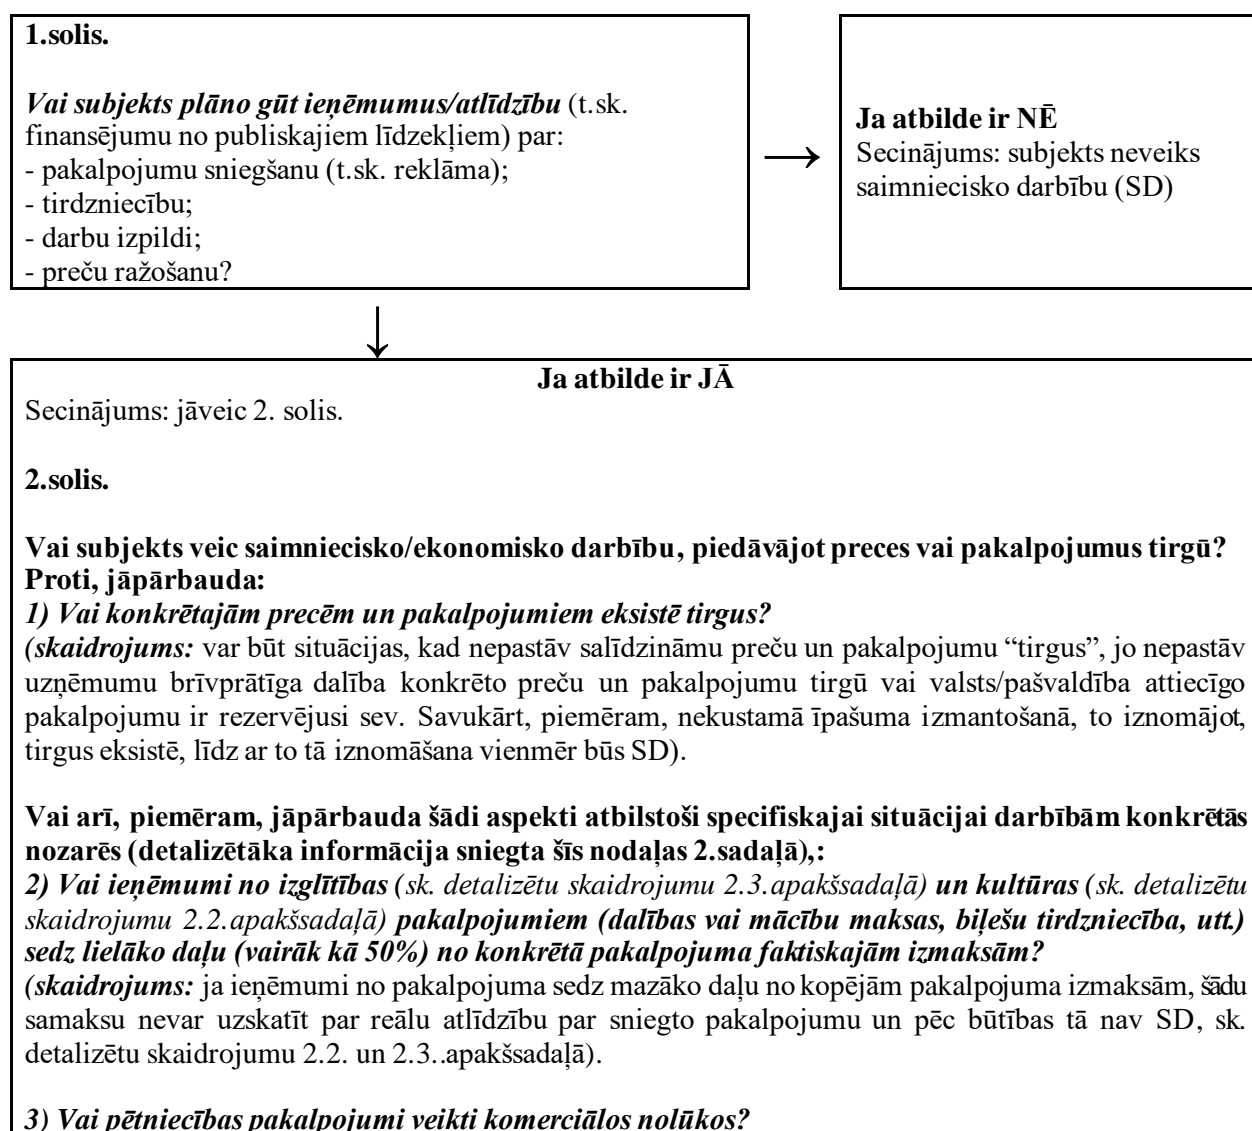 1.solis.
Vai subjekts plāno gūt ieņēmumus/atlīdzību (t.sk.
finansējumu no publiskajiem līdzekļiem) par:
- pakalpojumu sniegšanu (t.sk. reklāma);
- tirdzniecību;
- darbu izpildi;
- preču ražošanu?
Ja atbilde ir NĒ
Secinājums: subjekts neveiks
saimniecisko darbību (SD)
Ja atbilde ir JĀ
Secinājums: jāveic 2. solis.
2.solis.
Vai subjekts veic saimniecisko/ekonomisko darbību, piedāvājot preces vai pakalpojumus tirgū?
Proti, jāpārbauda:
1) Vai konkrētajām precēm un pakalpojumiem eksistē tirgus?
(skaidrojums: var būt situācijas, kad nepastāv salīdzināmu preču un pakalpojumu “tirgus”, jo nepastāv
uzņēmumu brīvprātīga dalība konkrēto preču un pakalpojumu tirgū vai valsts/pašvaldība attiecīgo
pakalpojumu ir rezervējusi sev. Savukārt, piemēram, nekustamā īpašuma izmantošanā, to iznomājot,
tirgus eksistē, līdz ar to tā iznomāšana vienmēr būs SD).
Vai arī, piemēram, jāpārbauda šādi aspekti atbilstoši specifiskajai situācijai darbībām konkrētās
nozarēs (detalizētāka informācija sniegta šīs nodaļas 2.sadaļā),:
2) Vai ieņēmumi no izglītības (sk. detalizētu skaidrojumu 2.3.apakšsadaļā) un kultūras (sk. detalizētu
skaidrojumu 2.2.apakšsadaļā) pakalpojumiem (dalības vai mācību maksas, biļešu tirdzniecība, utt.)
sedz lielāko daļu (vairāk kā 50%) no konkrētā pakalpojuma faktiskajām izmaksām?
(skaidrojums: ja ieņēmumi no pakalpojuma sedz mazāko daļu no kopējām pakalpojuma izmaksām, šādu
samaksu nevar uzskatīt par reālu atlīdzību par sniegto pakalpojumu un pēc būtības tā nav SD, sk.
detalizētu skaidrojumu 2.2. un 2.3..apakšsadaļā).
3) Vai pētniecības pakalpojumi veikti komerciālos nolūkos?